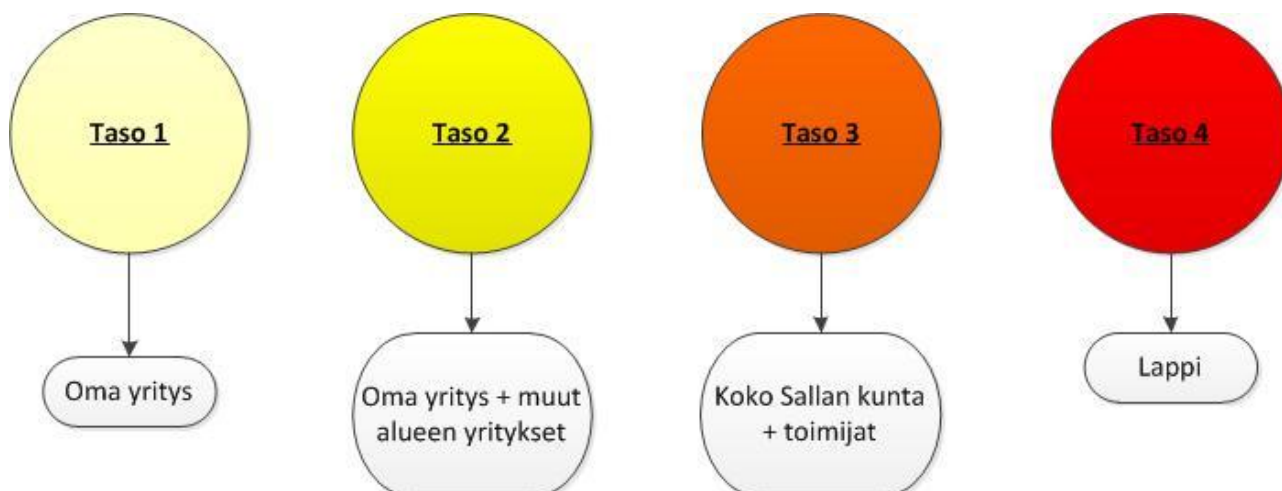 Taso 1
Taso 2
Taso 3
Taso 4
Oma yritys
Oma yritys + muut
alueen yritykset
Koko Sallan kunta
+ toimijat
Lappi